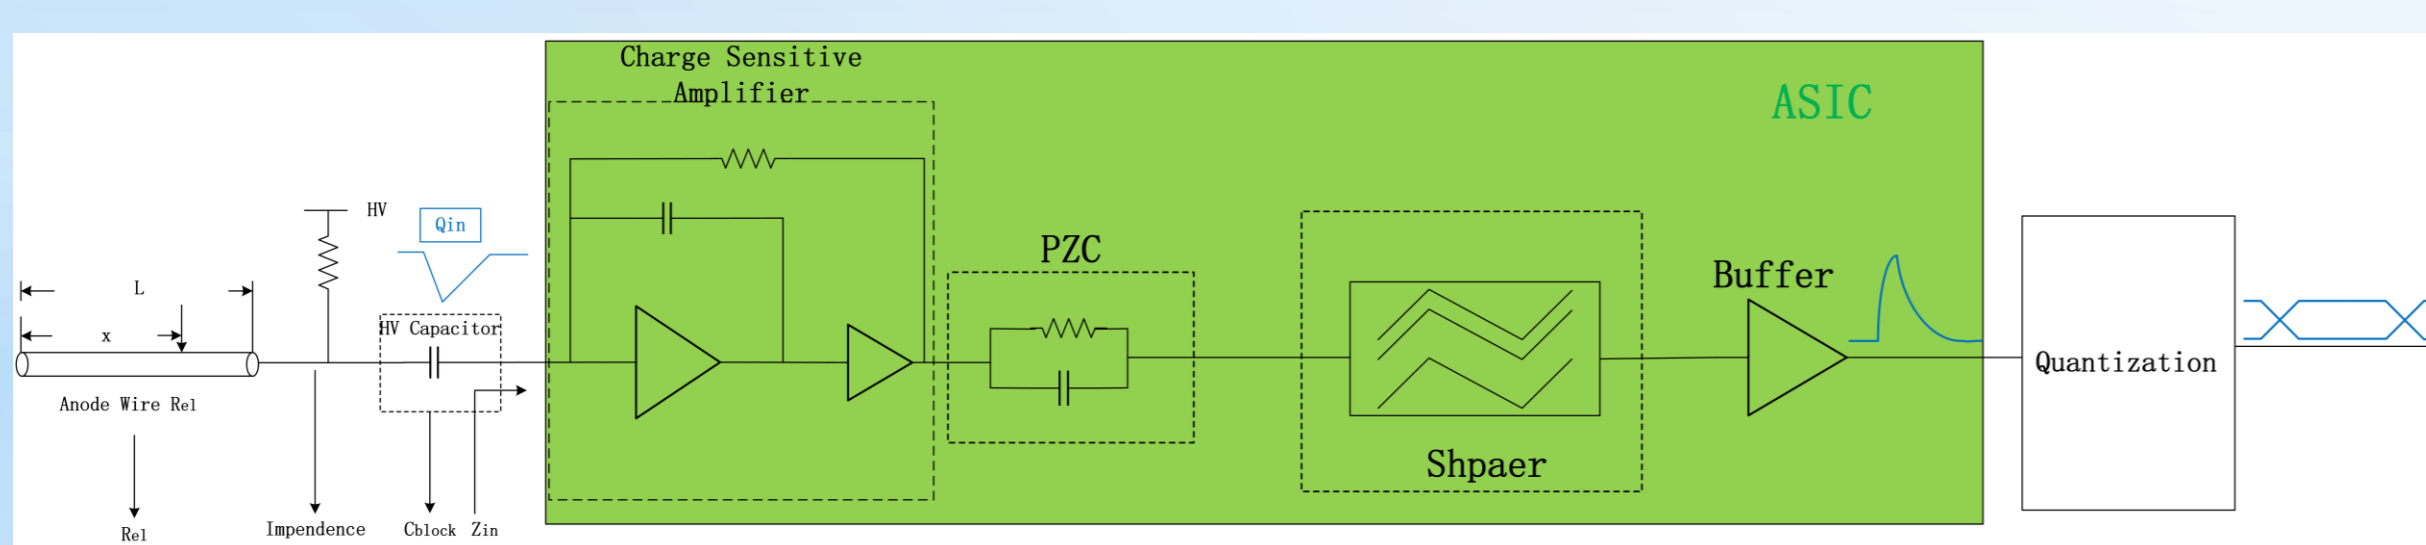 Charge Sensitive
Amplifier
ASIC
HV
Qin
L
x
HV Capacitor
Anode Wire Rel
Rel
Impendence
Cblock
Zin
PZC
Shpaer
Buffer
Quantization